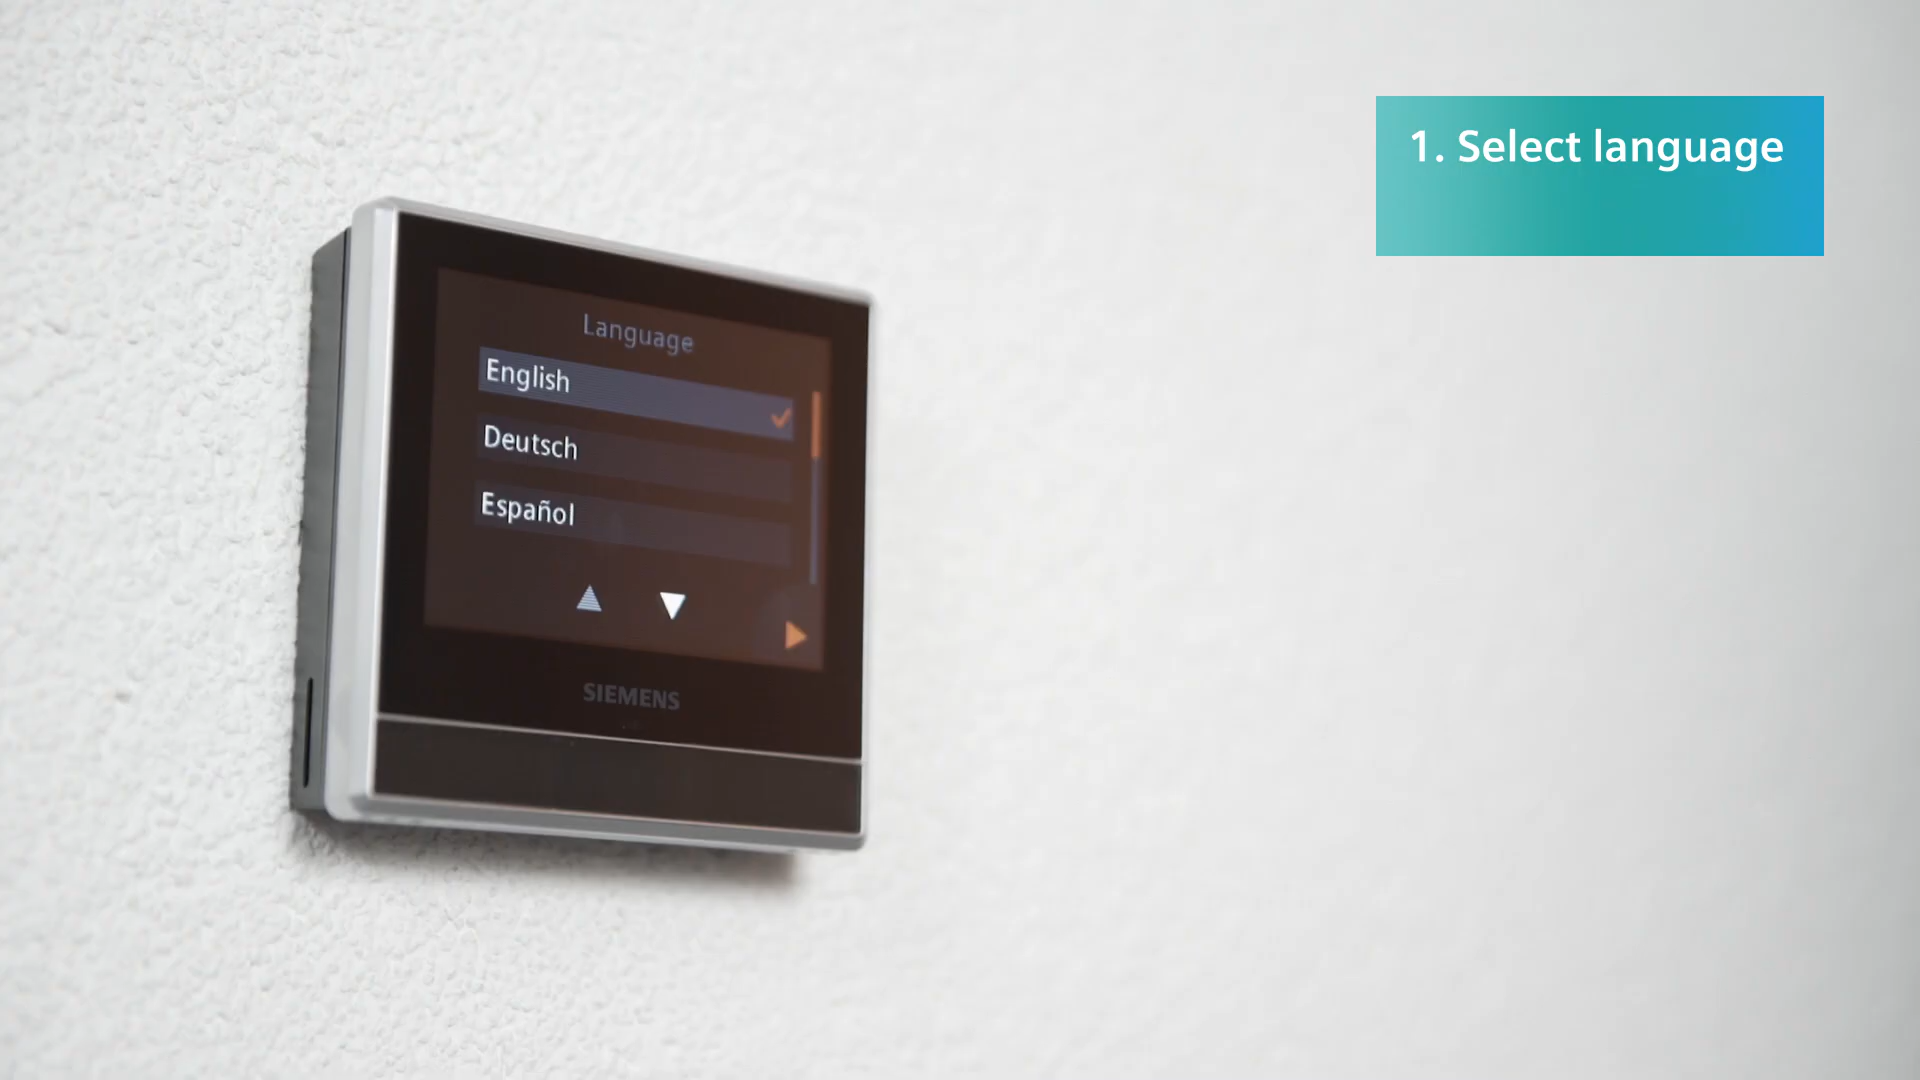 1. Select language
Language
English
Deutsch
Español
SIEMENS